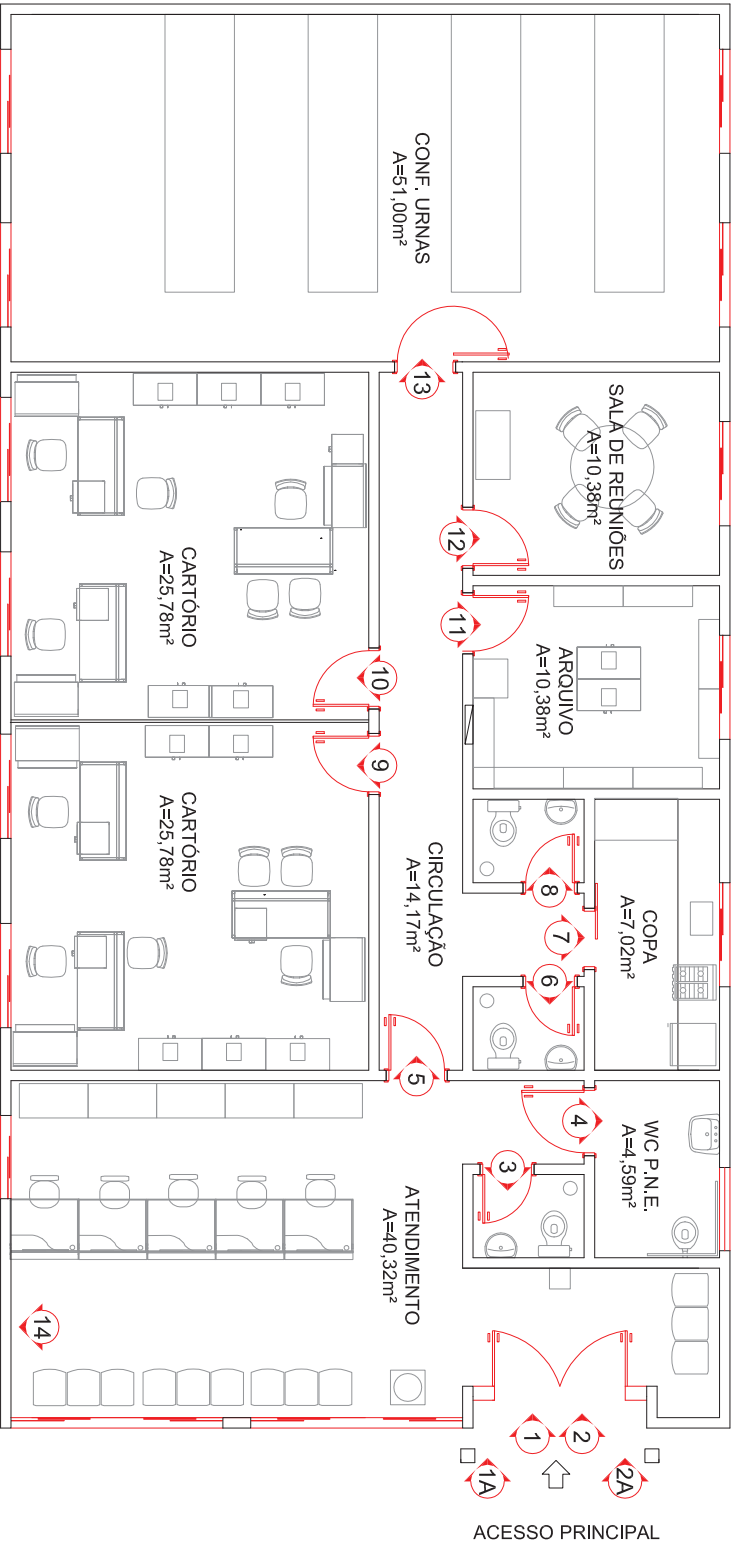 CONF. URNAS
A=51,00m²
13
SALA DE REUNIÕES
A=10,38m²
12
11
ARQUIVO
A=10,38m²
CARTÓRIO
A=25,78m²
10
9
CARTÓRIO
A=25,78m²
CIRCULAÇÃO
A=14,17m²
8
7
6
COPA
A=7,02m²
5
4
WC P.N.E.
A=4,59m²
3
ATENDIMENTO
A=40,32m²
14
1
2
1A
2A
ACESSO PRINCIPAL